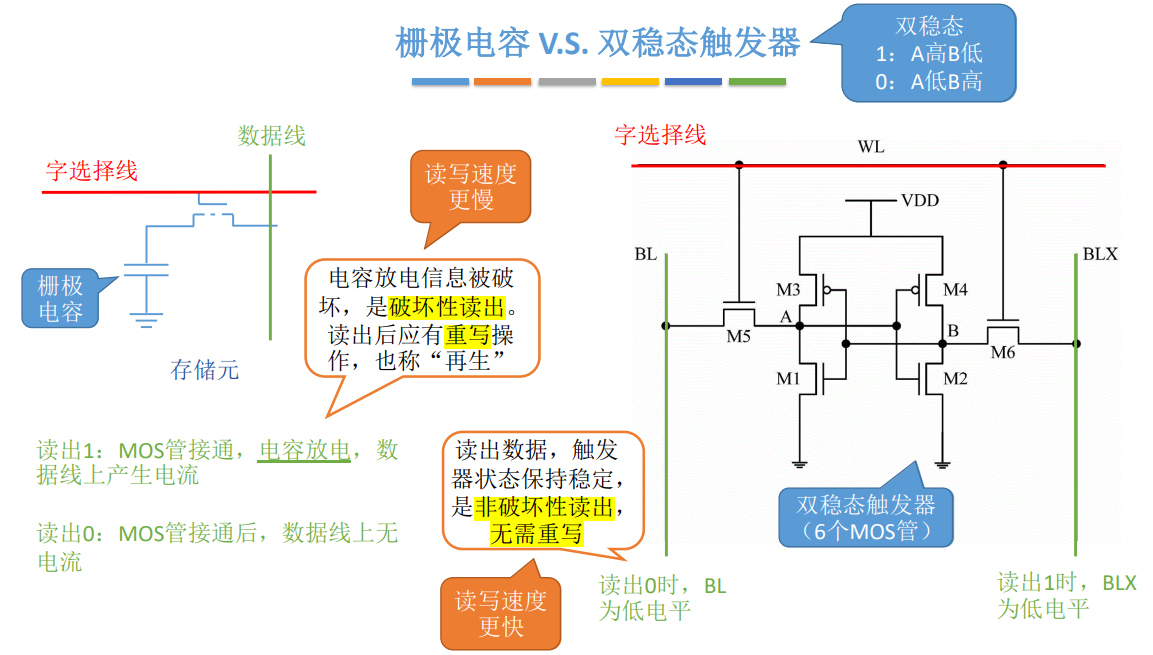 栅极电容 V.S. 双稳态触发器
双稳态
1：A高B低
0：A低B高
数据线
字选择线
栅极
电容
存储元
读写速度
更慢
电容放电信息被破
坏，是破坏性读出。
读出后应有重写操
作，也称“再生”
读出1：MOS管接通，电容放电，数
据线上产生电流
读出0：MOS管接通后，数据线上无
电流
读出数据，触发
器状态保持稳定，
是非破坏性读出，
无需重写
读写速度
更快
字选择线
WL
VDD
BL
BLX
M3
M4
A
B
M5
M6
M1
M2
双稳态触发器
（6个MOS管）
读出0时，BL
为低电平
读出1时，BLX
为低电平